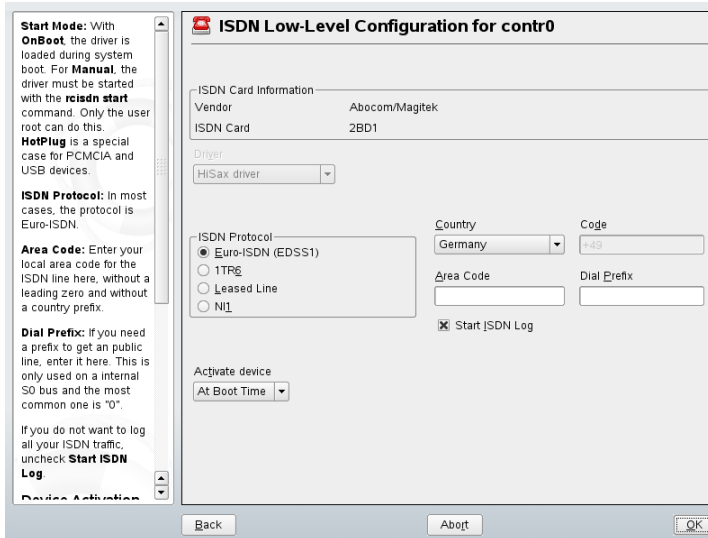 Start Mode: With
OnBoot, the driver is
loaded during system
boot. For Manual, the
driver must be started
with the rcisdn start
command. Only the user
root can do this.
HotPlug is a special
case for PCMCIA and
USB devices.
ISDN Protocol: In most
cases, the protocol is
Euro-ISDN.
Area Code: Enter your
local area code for the
ISDN line here, without a
leading zero and without
a country prefix.
Dial Prefix: If you need
a prefix to get an public
line, enter it here. This is
only used on a internal
S0 bus and the most
common one is "0".
If you do not want to log
all your ISDN traffic,
uncheck Start ISDN
Log.
Device Activation
ISDN Low-Level Configuration for contr0
ISDN Card Information
Vendor Abocom/Magitek
ISDN Card 2BD1
Driver
HiSax driver
ISDN Protocol
Euro-ISDN (EDSS1)
1TR6
Leased Line
NI1
Country Code
Germany +49
Area Code Dial Prefix
Start ISDN Log
Activate device
At Boot Time
Back Abort OK